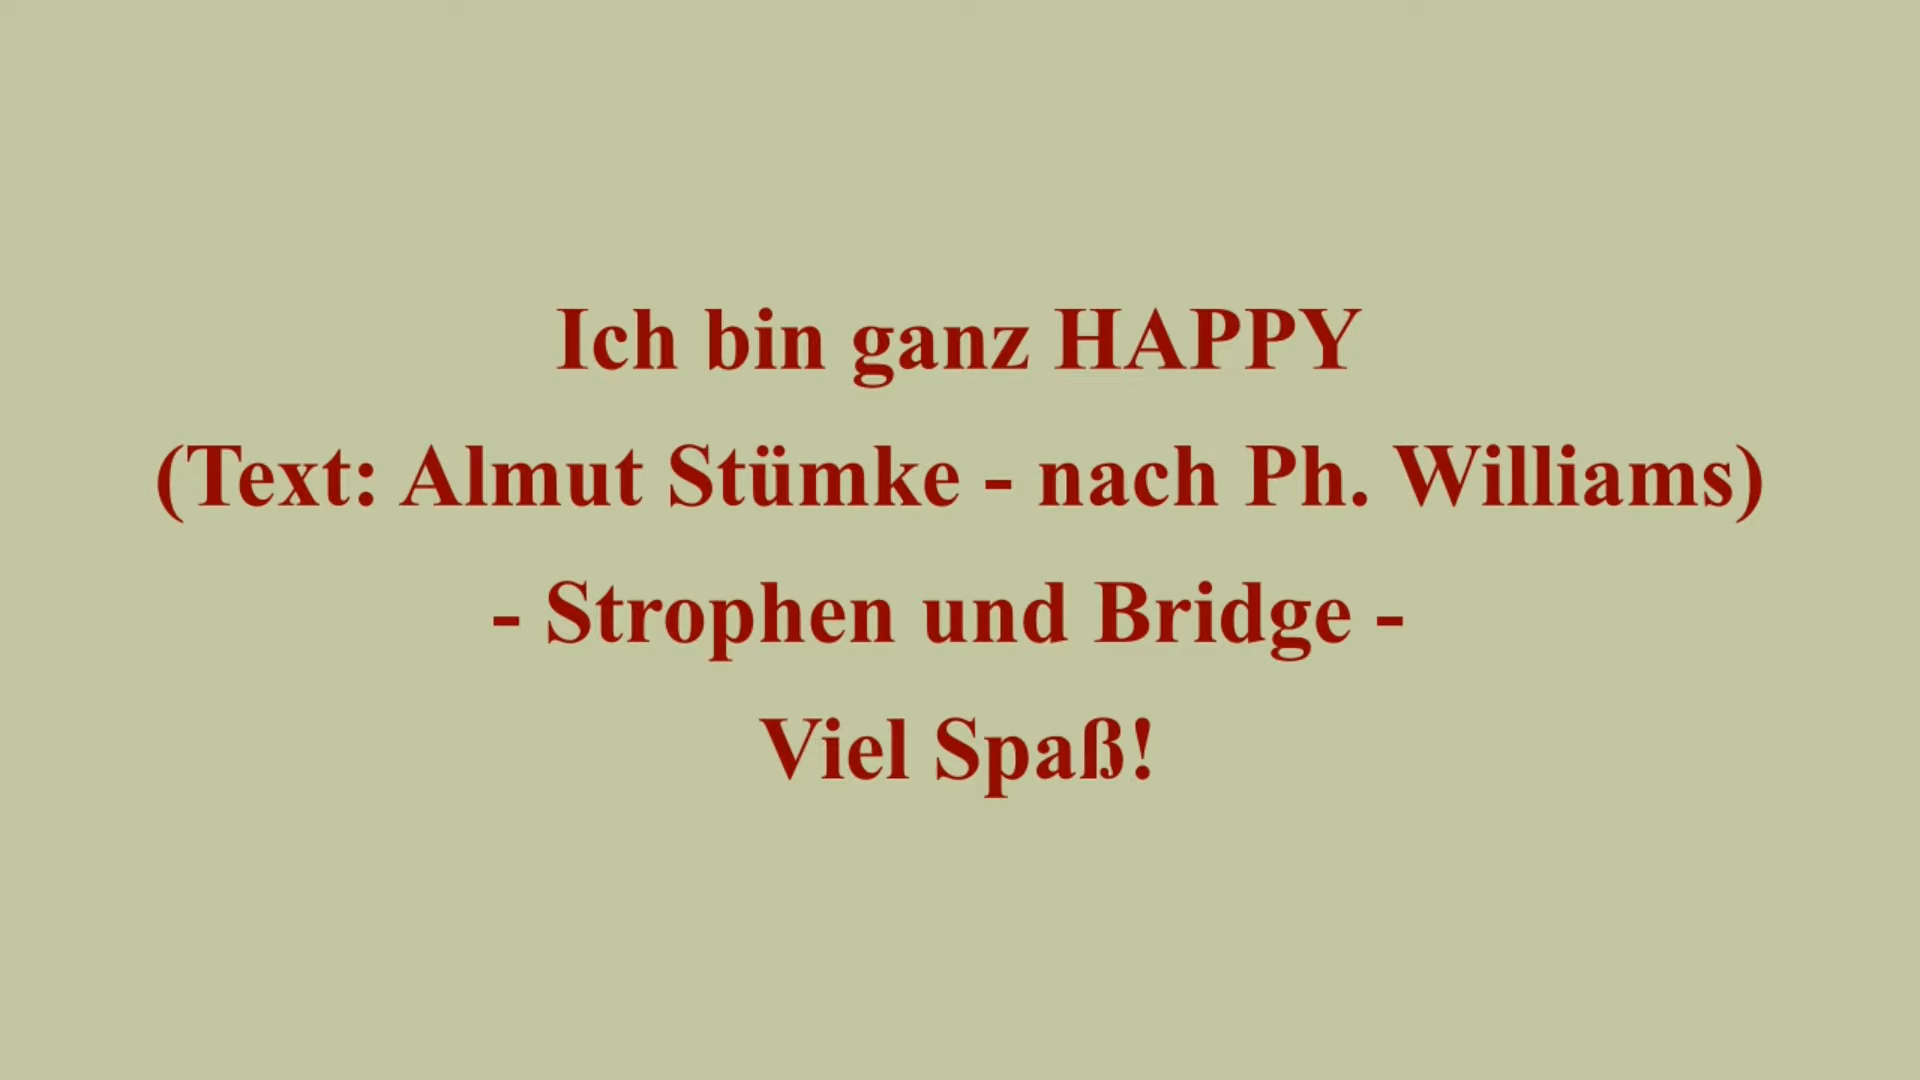 Ich bin ganz HAPPY
(Text: Almut Stümke - nach Ph. Williams)
- Strophen und Bridge -
Viel Spaß!